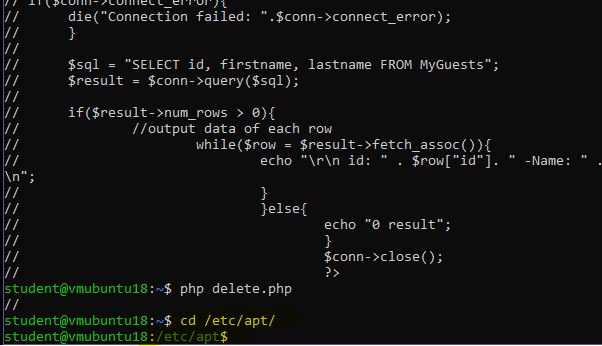 // if($conn->connect_error){
//      die("Connection failed: ".$conn->connect_error);
//      }
//
//      $sql = "SELECT id, firstname, lastname FROM MyGuests";
//      $result = $conn->query($sql);
//
//      if($result->num_rows > 0){
//              //output data of each row
//                      while($row = $result->fetch_assoc()){
//                              echo "\r\n id: " . $row["id"]. " -Name: " .
\n";
//                              }
//                              }else{
//                                      echo "0 result";
//                                      }
//                                      $conn->close();
//                                      ?>
student@vmubuntu18:~$ php delete.php
//
student@vmubuntu18:~$ cd /etc/apt/
student@vmubuntu18:/etc/apt$